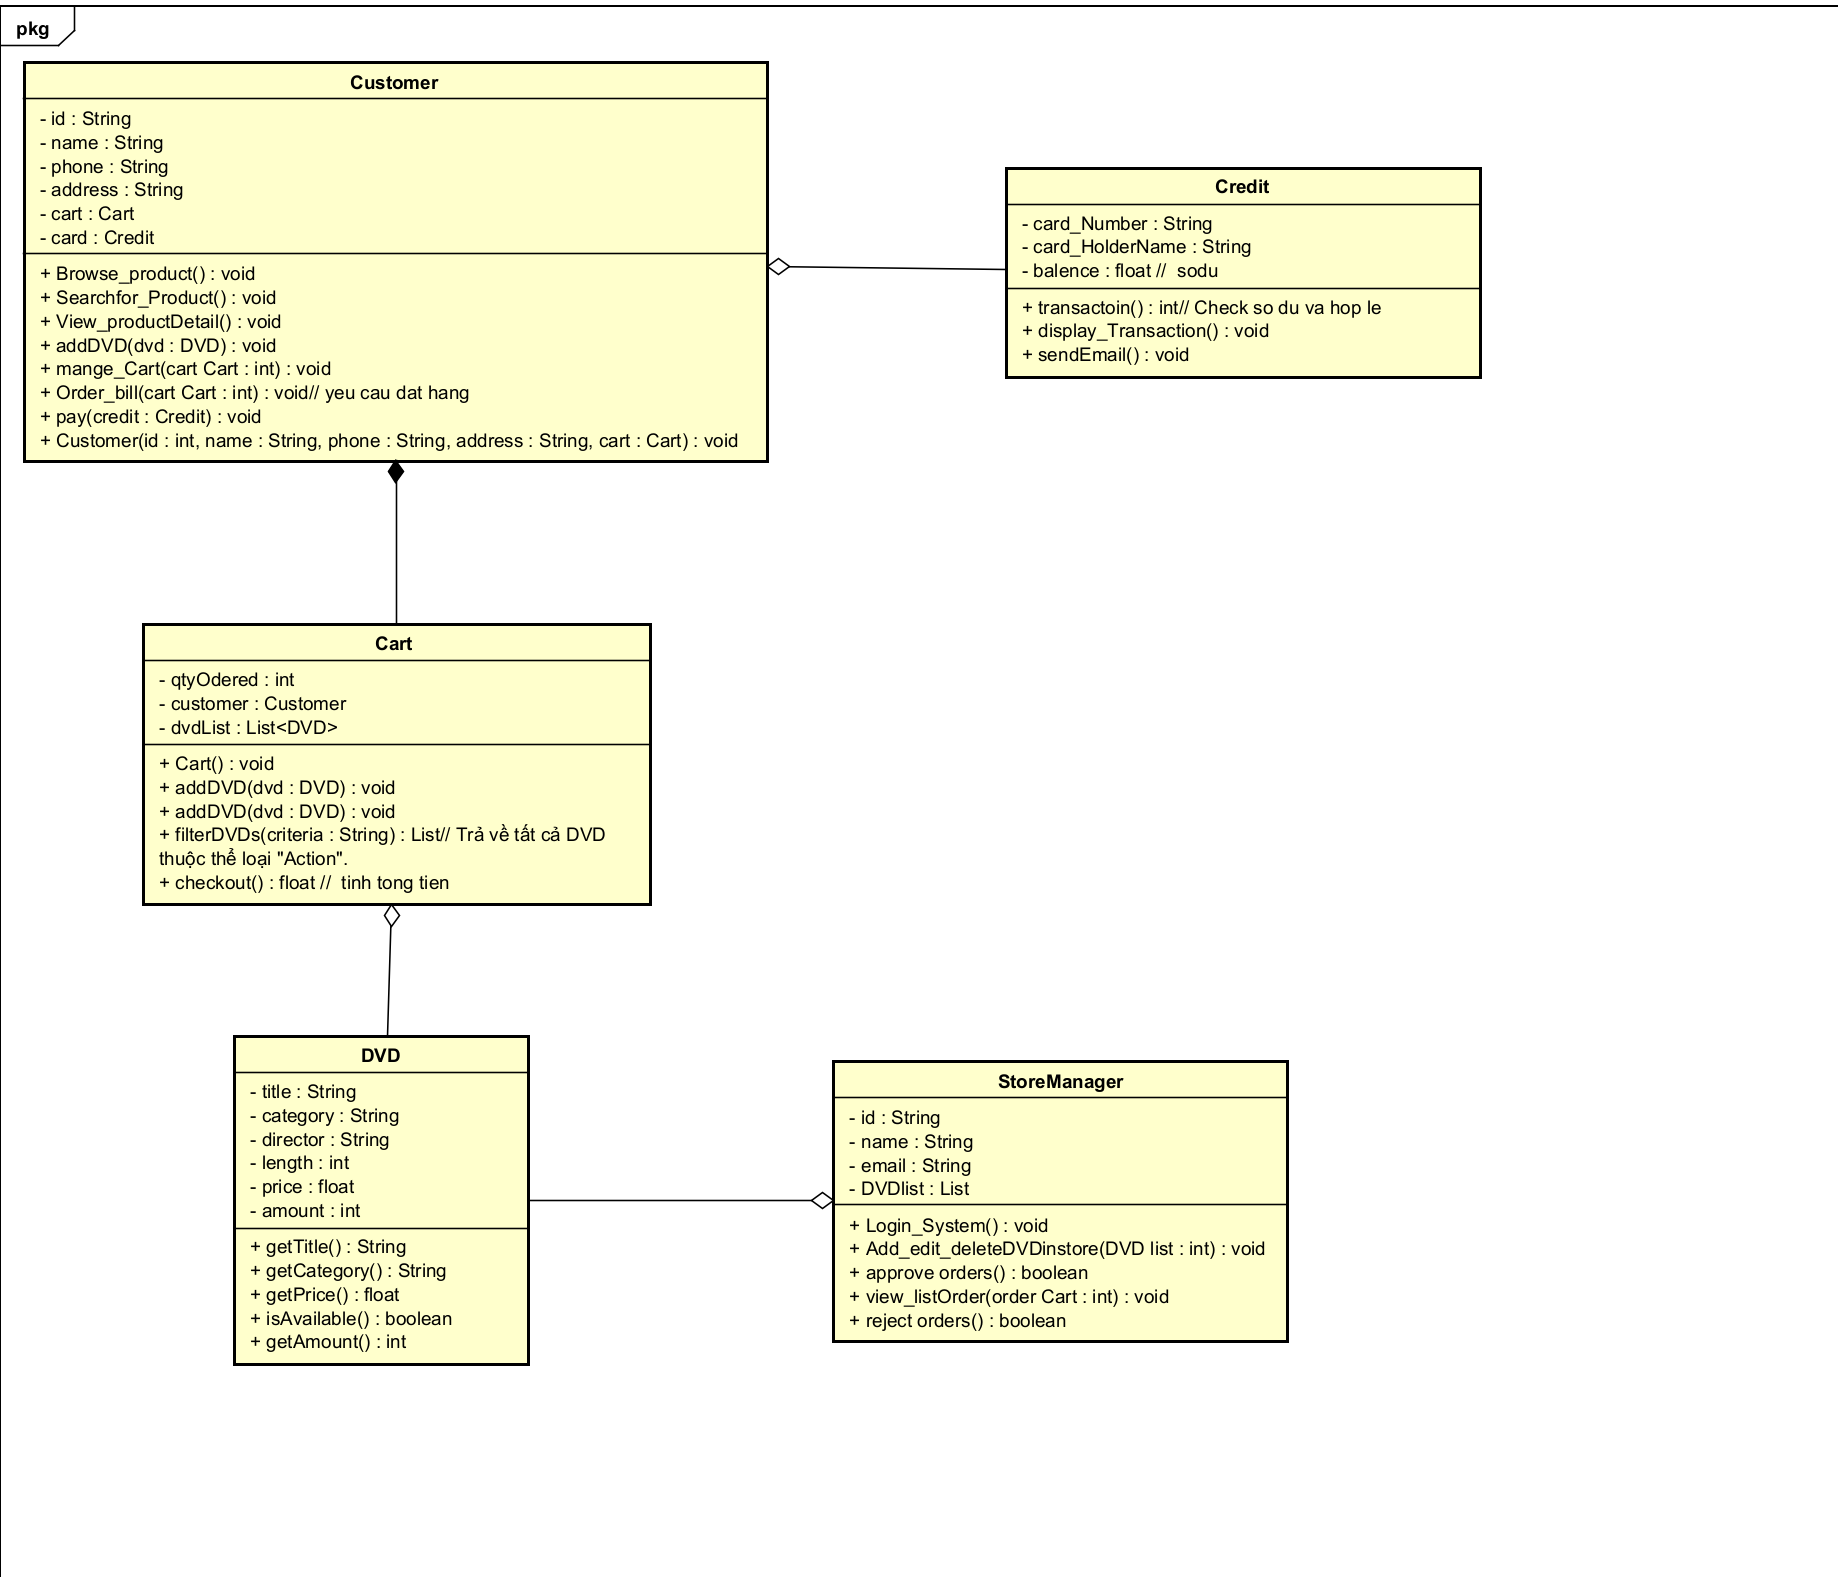 pkg
Customer
- id : String
- name : String
- phone : String
- address : String
- cart : Cart
- card : Credit
+ Browse_product() : void
+ Searchfor_Product() : void
+ View_productDetail() : void
+ addDVD(dvd : DVD) : void
+ mange_Cart(cart Cart : int) : void
+ Order_bill(cart Cart : int) : void// yeu cau dat hang
+ pay(credit : Credit) : void
+ Customer(id : int, name : String, phone : String, address : String, cart : Cart) : void
Credit
- card_Number : String
- card_HolderName : String
- balence : float //  sodu
+ transactoin() : int// Check so du va hop le
+ display_Transaction() : void
+ sendEmail() : void
Cart
- qtyOdered : int
- customer : Customer
- dvdList : List<DVD>
+ Cart() : void
+ addDVD(dvd : DVD) : void
+ addDVD(dvd : DVD) : void
+ filterDVDs(criteria : String) : List// Trả về tất cả DVD
thuộc thể loại "Action".
+ checkout() : float //  tinh tong tien
DVD
- title : String
- category : String
- director : String
- length : int
- price : float
- amount : int
+ getTitle() : String
+ getCategory() : String
+ getPrice() : float
+ isAvailable() : boolean
+ getAmount() : int
StoreManager
- id : String
- name : String
- email : String
- DVDlist : List
+ Login_System() : void
+ Add_edit_deleteDVDinstore(DVD list : int) : void
+ approve orders() : boolean
+ view_listOrder(order Cart : int) : void
+ reject orders() : boolean